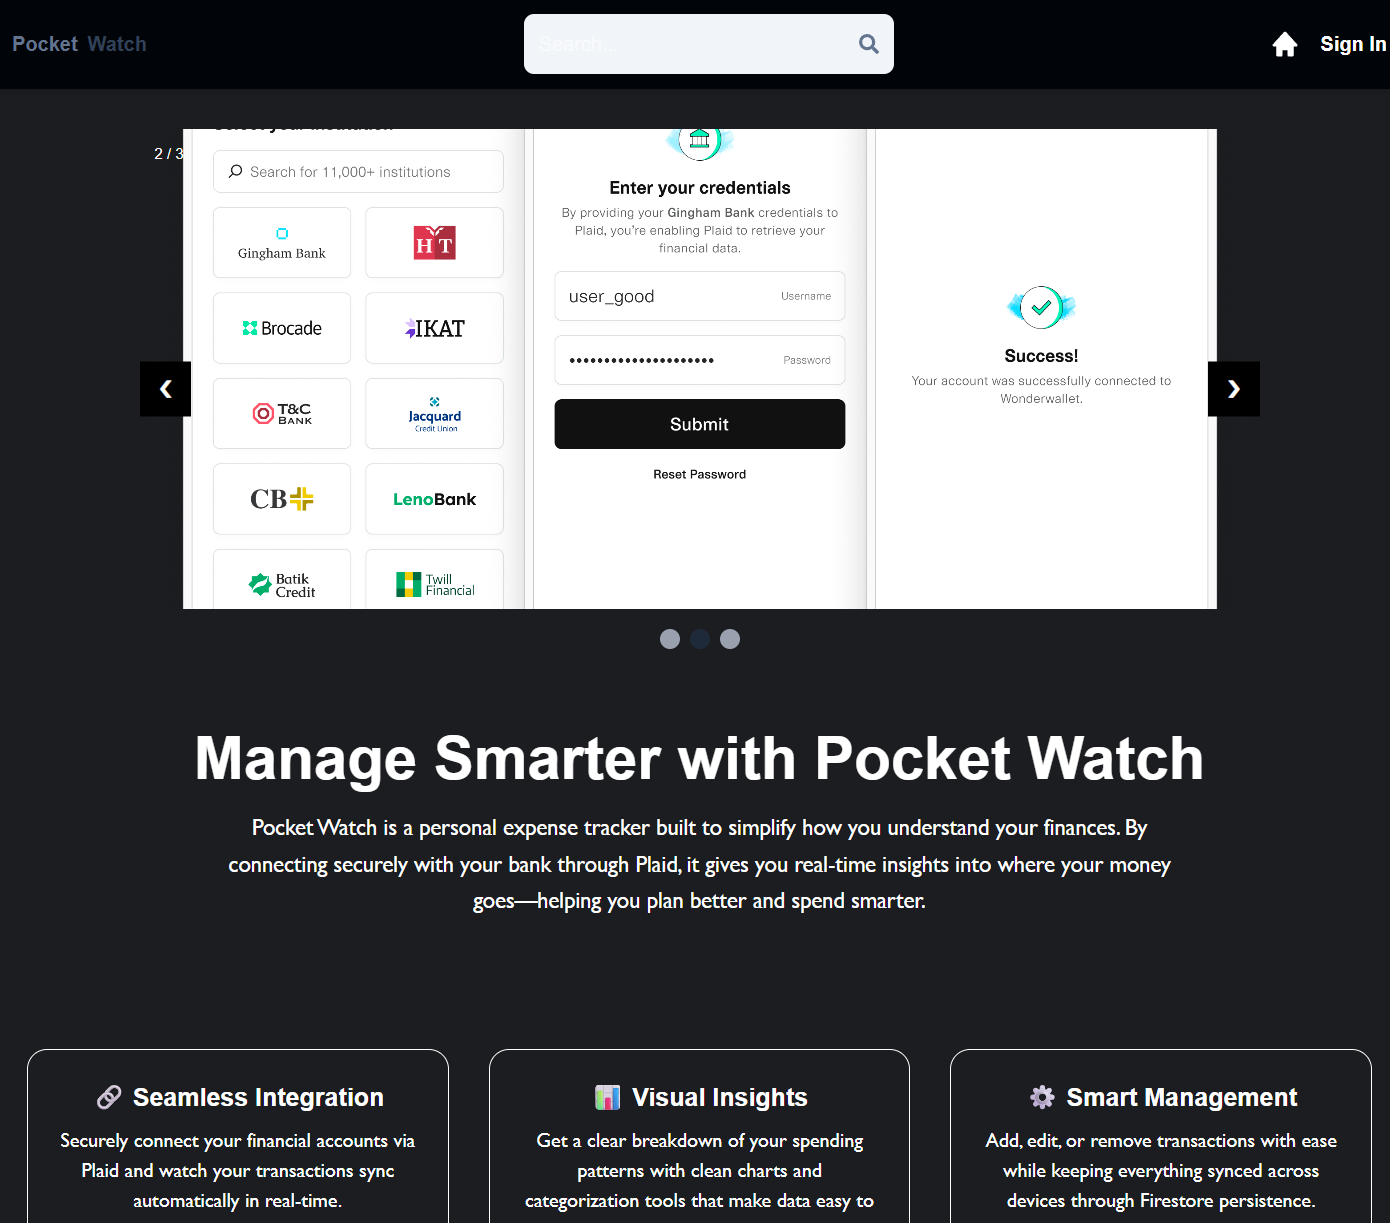 Pocket Watch
Search...
Sign In
2 / 3
Select your institution
Search for 11,000+ institutions
Gingham Bank
HT
Brocade
IKAT
T&C
BANK
Jacquard
Credit Union
CB
LenoBank
Batik
Credit
Twill
Financial
Enter your credentials
By providing your Gingham Bank credentials to
Plaid, you're enabling Plaid to retrieve your
financial data.
user_good
Username
Password
Submit
Reset Password
Success!
Your account was successfully connected to
Wonderwallet.
❮
❯
Manage Smarter with Pocket Watch
Pocket Watch is a personal expense tracker built to simplify how you understand your finances. By
connecting securely with your bank through Plaid, it gives you real-time insights into where your money
goes—helping you plan better and spend smarter.
Seamless Integration
Securely connect your financial accounts via
Plaid and watch your transactions sync
automatically in real-time.
Visual Insights
Get a clear breakdown of your spending
patterns with clean charts and
categorization tools that make data easy to
Smart Management
Add, edit, or remove transactions with ease
while keeping everything synced across
devices through Firestore persistence.